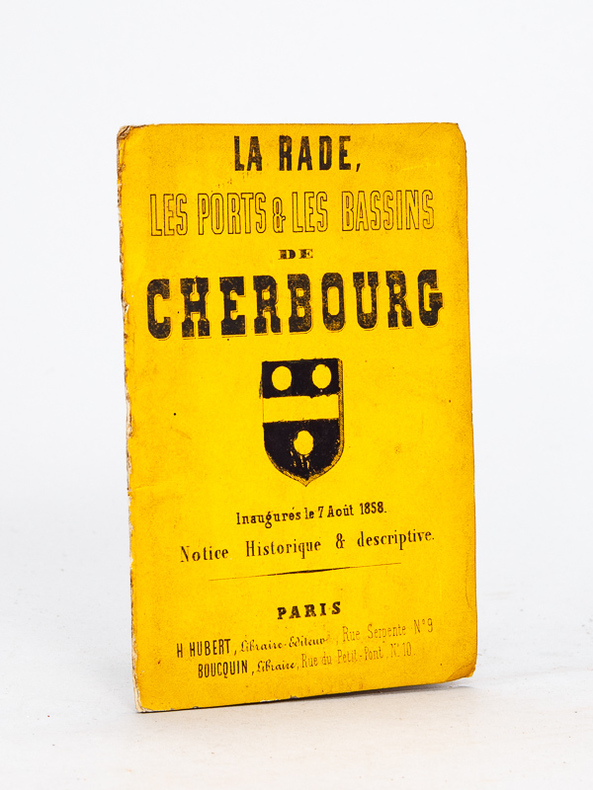 LA RADE,
LES PORTS & LES BASSINS
DE
CHERBOURG
Inaugurés le 7 Août 1858.
Notice Historique & descriptive.
PARIS
H HUBERT, Libraire-Editeur, Rue Serpente N° 9
BOUCQUIN, Libraire, Rue du Petit-Pont N. 10.